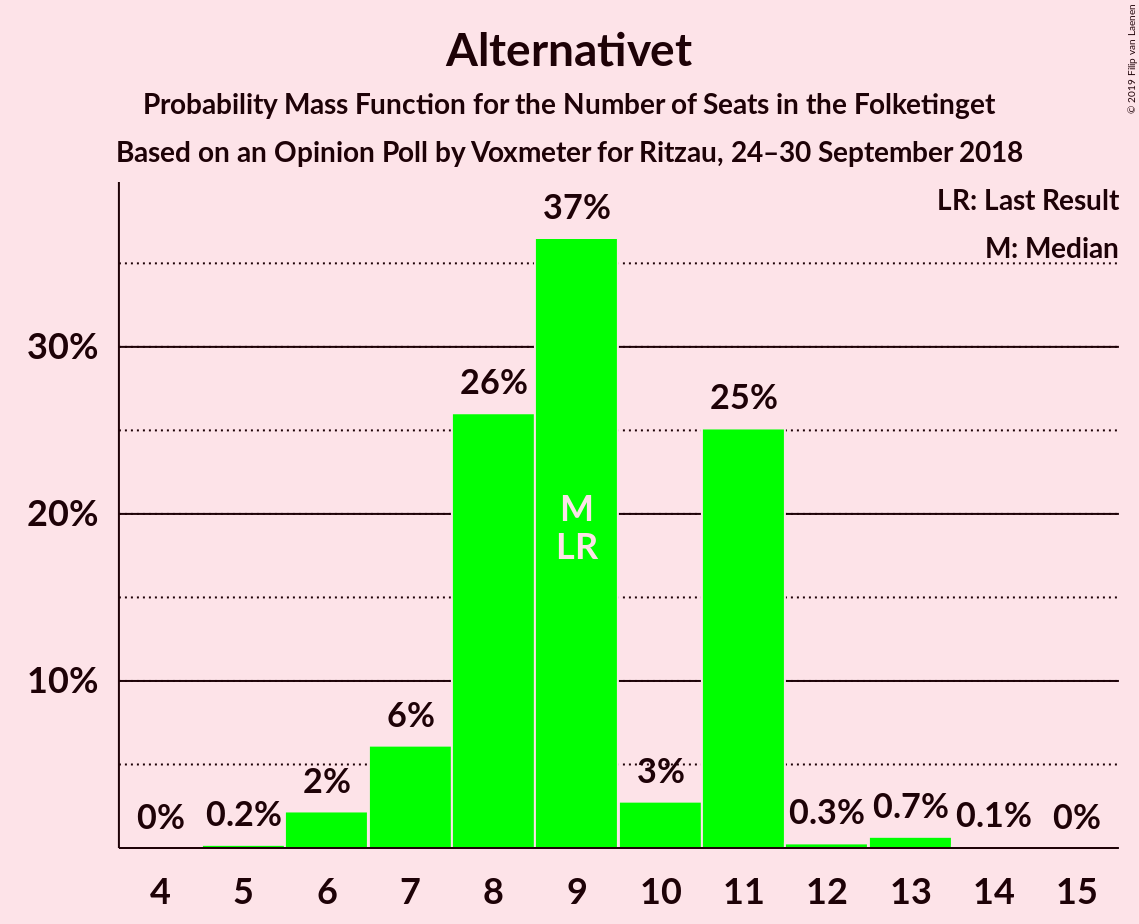 Alternativet
Probability Mass Function for the Number of Seats in the Folketinget
Based on an Opinion Poll by Voxmeter for Ritzau, 24–30 September 2018
© 2019 Filip van Laenen
LR: Last Result
M: Median
37%
30%
26%
25%
20%
M
LR
10%
6%
2%
3%
0%
0.2%
0.3%
0.7%
0.1%
0%
4 5 6 7 8 9 10 11 12 13 14 15